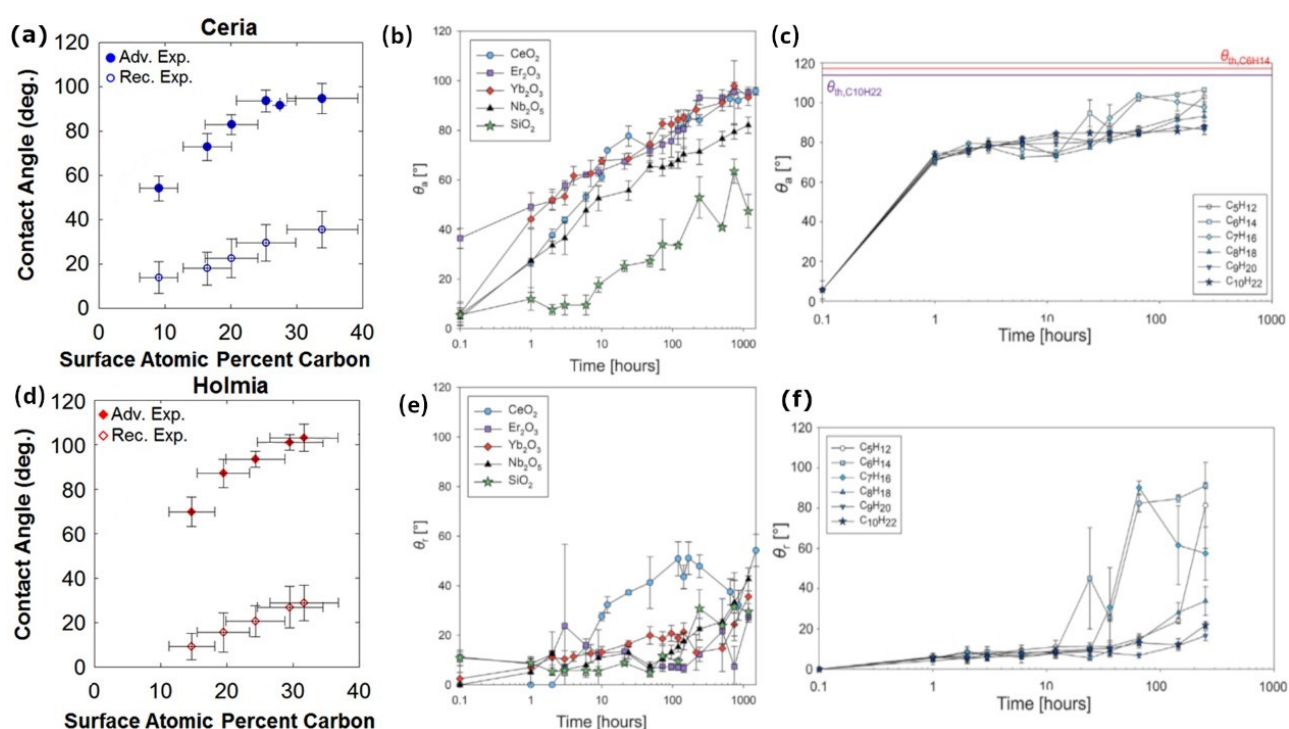 (a)
Ceria
Contact Angle (deg.)
120
100
80
60
40
20
0
Adv. Exp.
Rec. Exp.
0 10 20 30 40
Surface Atomic Percent Carbon
(b)
θa [°]
120
100
80
60
40
20
0
CeO2
Er2O3
Yb2O3
Nb2O5
SiO2
0.1 1 10 100 1000
Time [hours]
(c)
θa [°]
120
100
80
60
40
20
0
θth,C6H14
θth,C10H22
C5H12
C6H14
C7H16
C8H18
C9H20
C10H22
0.1 1 10 100 1000
Time [hours]
(d)
Holmia
Contact Angle (deg.)
120
100
80
60
40
20
0
Adv. Exp.
Rec. Exp.
0 10 20 30 40
Surface Atomic Percent Carbon
(e)
θr [°]
120
100
80
60
40
20
0
CeO2
Er2O3
Yb2O3
Nb2O5
SiO2
0.1 1 10 100 1000
Time [hours]
(f)
θr [°]
120
100
80
60
40
20
0
C5H12
C6H14
C7H16
C8H18
C9H20
C10H22
0.1 1 10 100 1000
Time [hours]